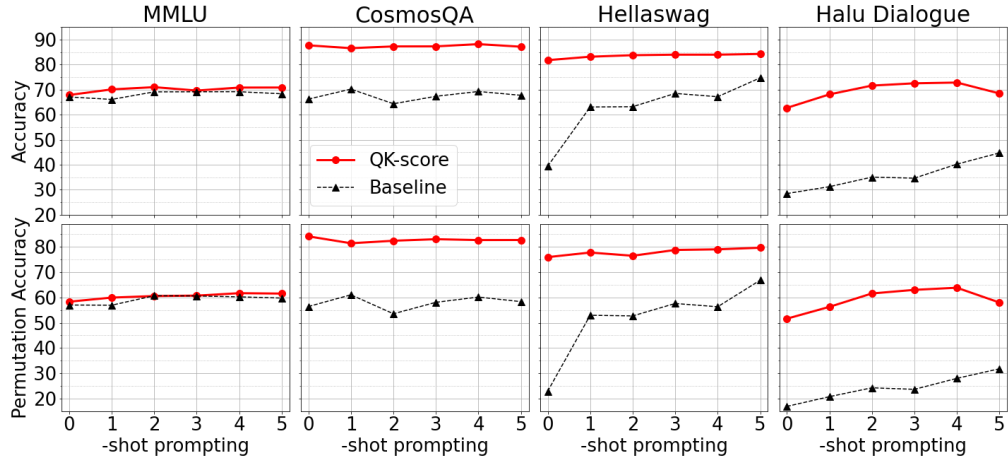 MMLU
CosmosQA
Hellaswag
Halu Dialogue
Accuracy
90
80
70
60
50
40
30
20
QK-score
Baseline
Permutation Accuracy
80
70
60
50
40
30
20
0 1 2 3 4 5
0 1 2 3 4 5
0 1 2 3 4 5
0 1 2 3 4 5
-shot prompting
-shot prompting
-shot prompting
-shot prompting